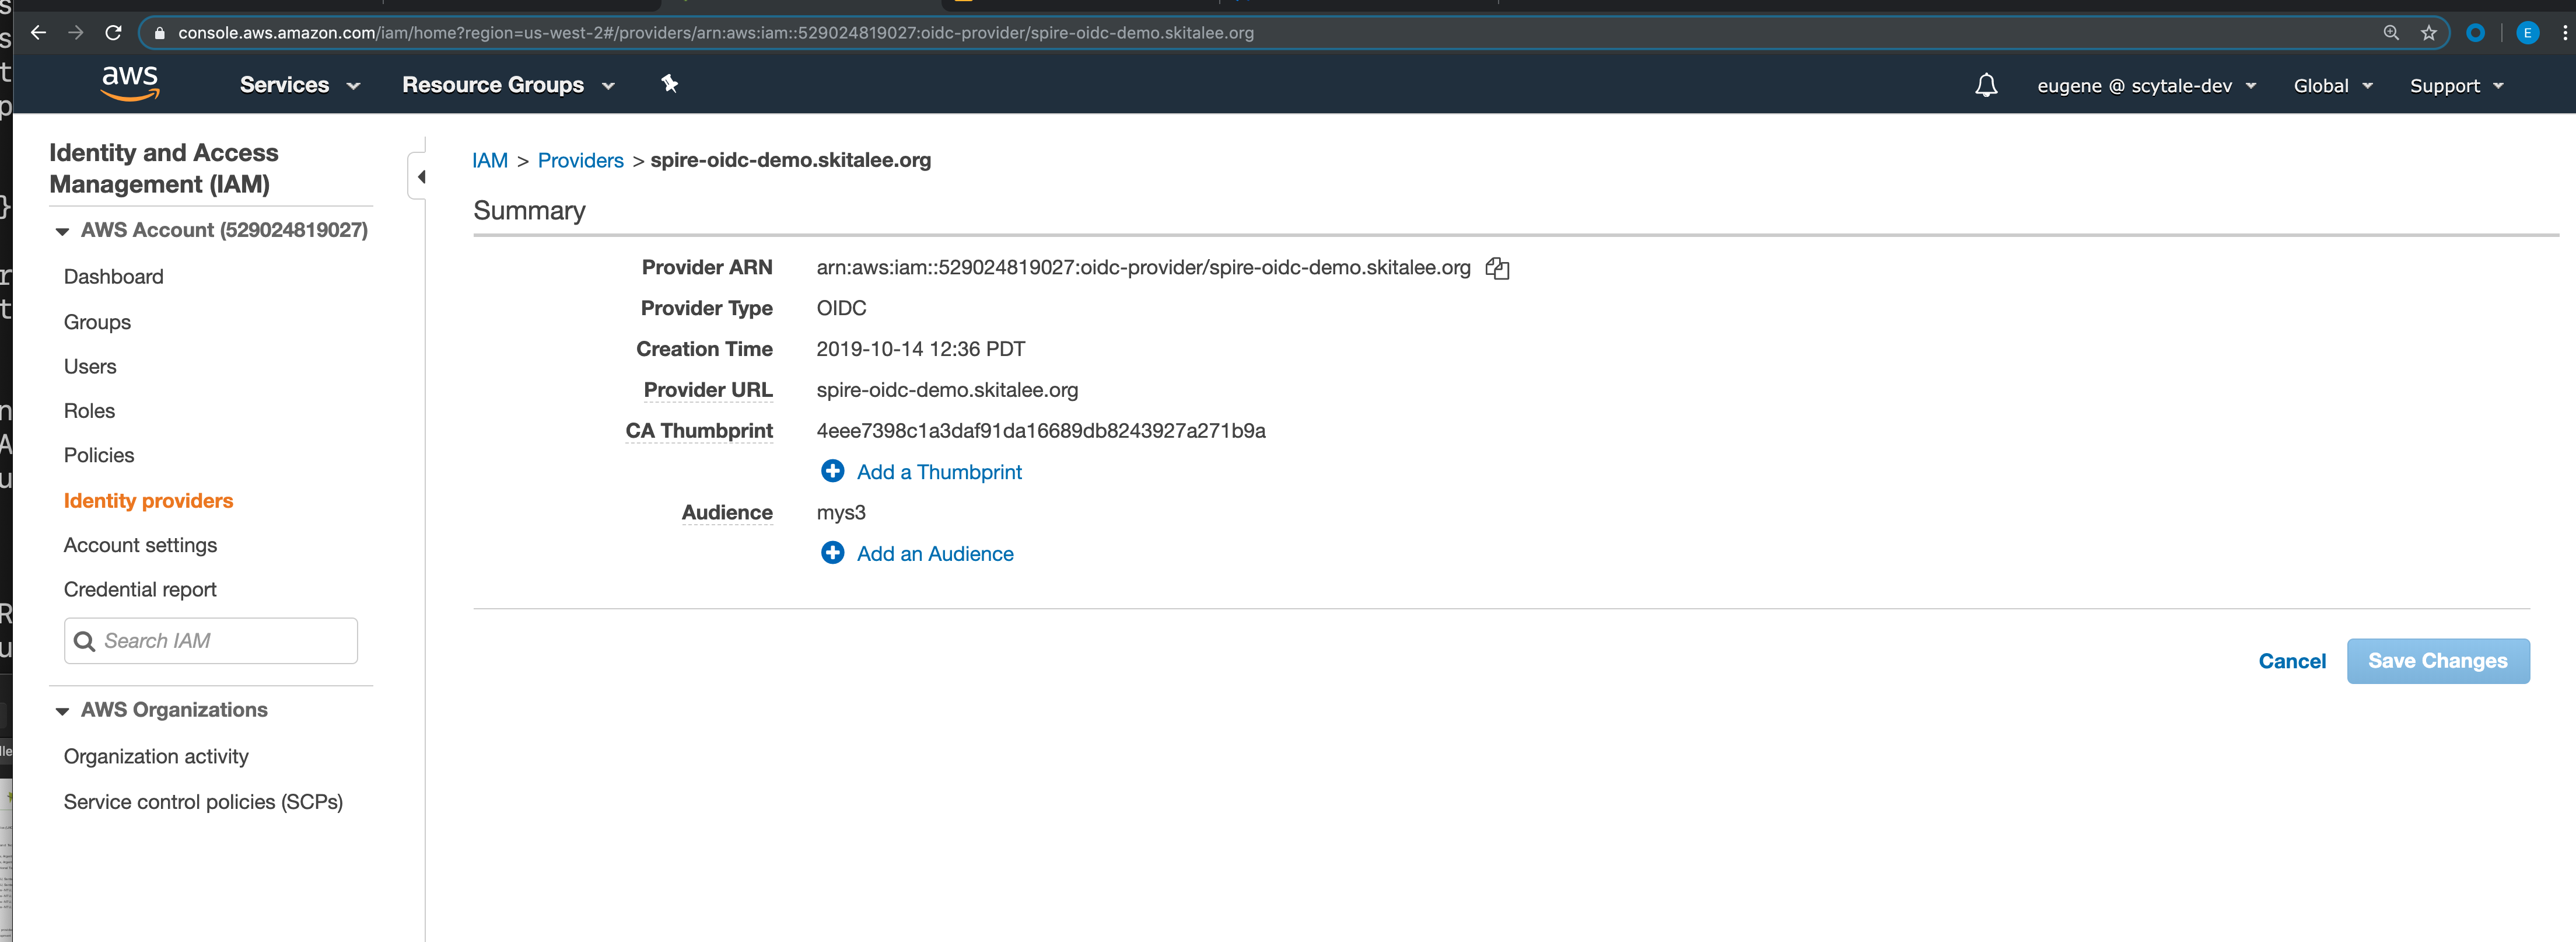 console.aws.amazon.com/iam/home?region=us-west-2#/providers/arn:aws:iam::529024819027:oidc-provider/spire-oidc-demo.skitalee.org
E
aws
Services
Resource Groups
eugene @ scytale-dev
Global
Support
Identity and Access
Management (IAM)
AWS Account (529024819027)
Dashboard
Groups
Users
Roles
Policies
Identity providers
Account settings
Credential report
Search IAM
AWS Organizations
Organization activity
Service control policies (SCPs)
IAM > Providers > spire-oidc-demo.skitalee.org
Summary
Provider ARN arn:aws:iam::529024819027:oidc-provider/spire-oidc-demo.skitalee.org
Provider Type OIDC
Creation Time 2019-10-14 12:36 PDT
Provider URL spire-oidc-demo.skitalee.org
CA Thumbprint 4eee7398c1a3daf91da16689db8243927a271b9a
Add a Thumbprint
Audience mys3
Add an Audience
Cancel
Save Changes